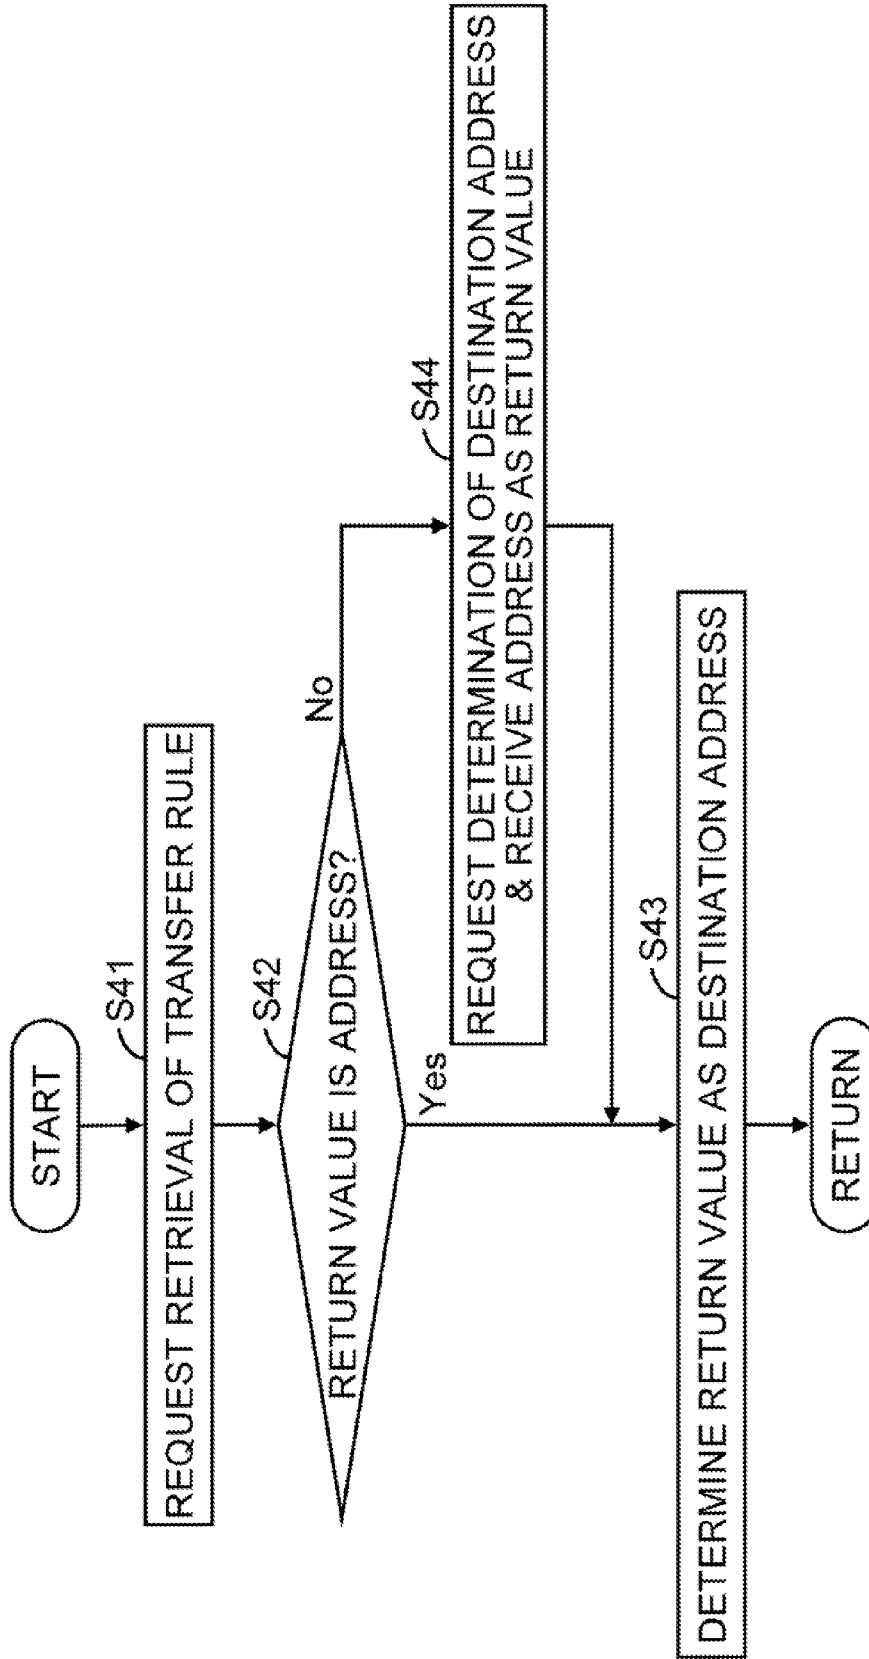 START
S41
REQUEST RETRIEVAL OF TRANSFER RULE
S42
RETURN VALUE IS ADDRESS?
No
Yes
S44
REQUEST DETERMINATION OF DESTINATION ADDRESS
& RECEIVE ADDRESS AS RETURN VALUE
S43
DETERMINE RETURN VALUE AS DESTINATION ADDRESS
RETURN